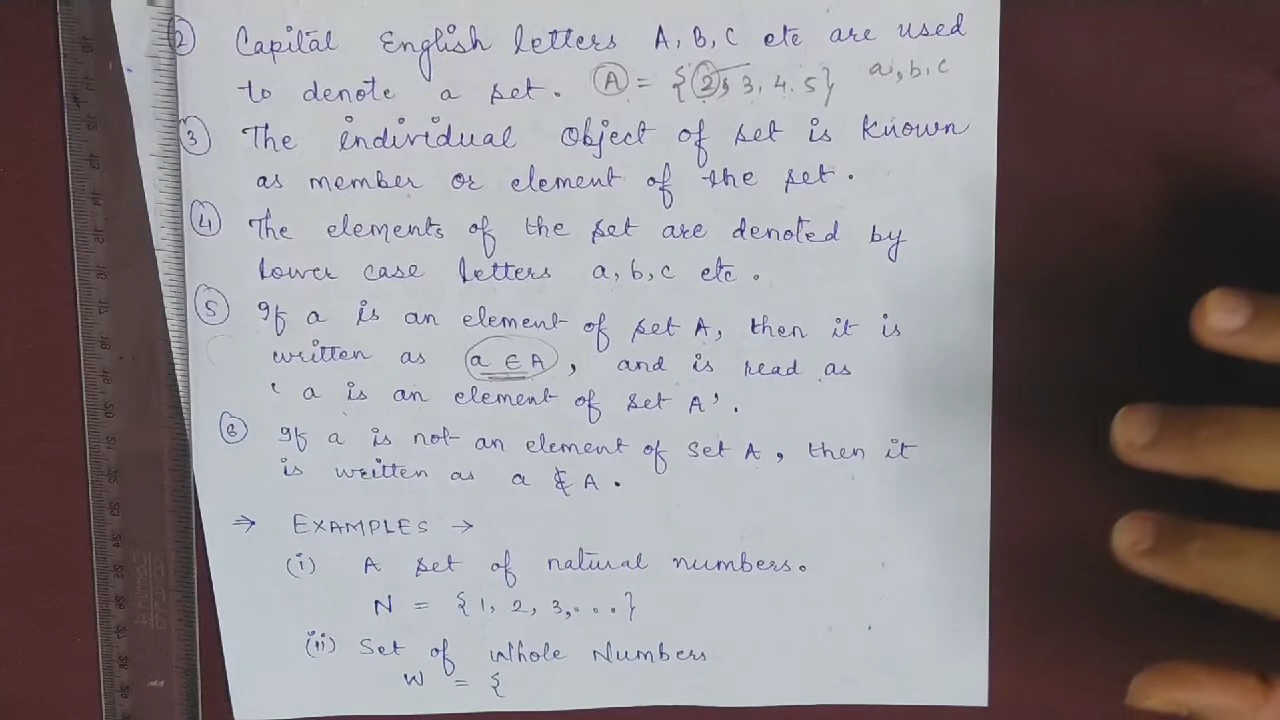 ② Capital English letters A, B, C etc are used
to denote a set. A = {2, 3, 4. 5} a, b, c
③ The individual Object of set is known
as member or element of the set.
④ The elements of the set are denoted by
lower case letters a, b, c etc.
⑤ If a is an element of set A, then it is
written as a ∈ A, and is read as
‘ a is an element of set A’.
⑥ If a is not an element of set A, then it
is written as a ∉ A.
⇒ EXAMPLES →
(i) A set of natural numbers.
N = {1, 2, 3, . . . }
(ii) Set of Whole Numbers
W = {